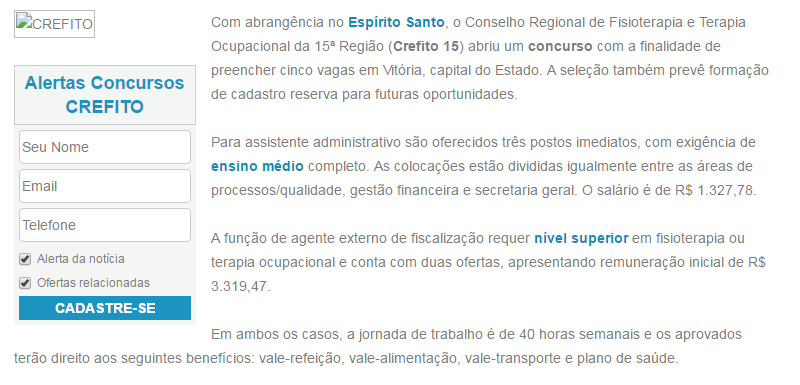 CREFITO
Alertas Concursos
CREFITO
Seu Nome
Email
Telefone
Alerta da notícia
Ofertas relacionadas
CADASTRE-SE
Com abrangência no Espírito Santo, o Conselho Regional de Fisioterapia e Terapia
Ocupacional da 15ª Região (Crefito 15) abriu um concurso com a finalidade de
preencher cinco vagas em Vitória, capital do Estado. A seleção também prevê formação
de cadastro reserva para futuras oportunidades.
Para assistente administrativo são oferecidos três postos imediatos, com exigência de
ensino médio completo. As colocações estão divididas igualmente entre as áreas de
processos/qualidade, gestão financeira e secretaria geral. O salário é de R$ 1.327,78.
A função de agente externo de fiscalização requer nível superior em fisioterapia ou
terapia ocupacional e conta com duas ofertas, apresentando remuneração inicial de R$
3.319,47.
Em ambos os casos, a jornada de trabalho é de 40 horas semanais e os aprovados
terão direito aos seguintes benefícios: vale-refeição, vale-alimentação, vale-transporte e plano de saúde.